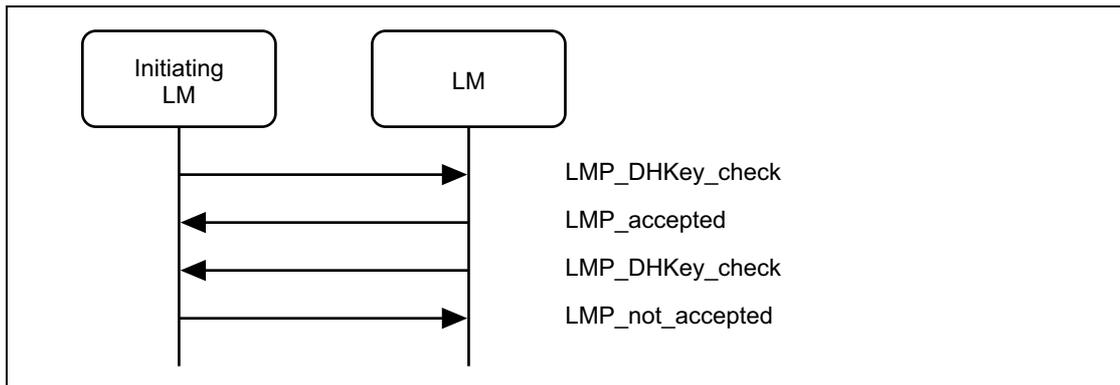 Initiating
LM
LM
LMP_DHKey_check
LMP_accepted
LMP_DHKey_check
LMP_not_accepted